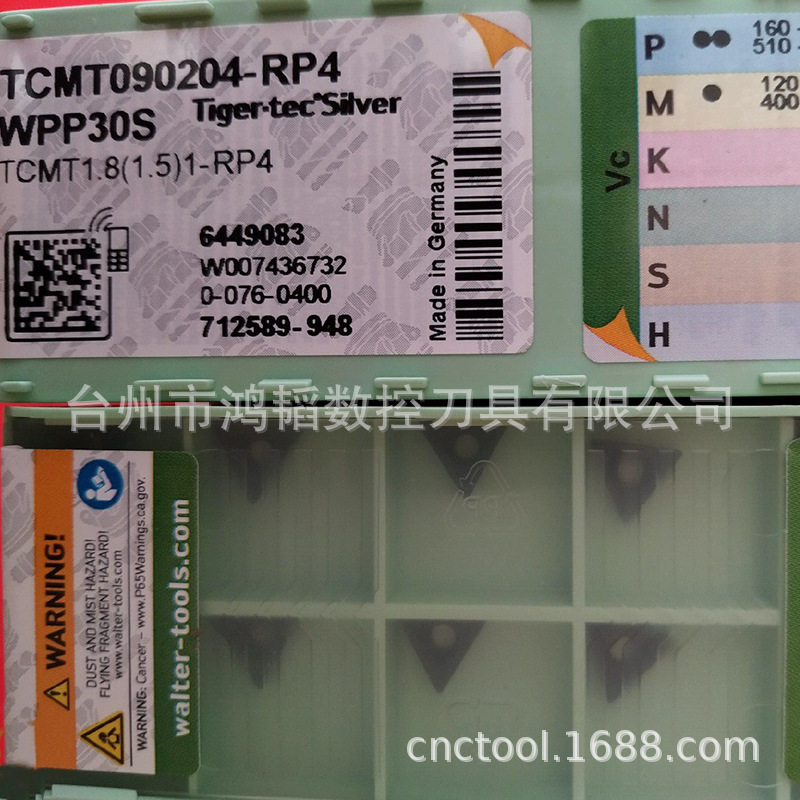 TCMT090204-RP4
WPP30S
Tiger·tec®Silver
TCMT1.8(1.5)1-RP4
6449083
W007436732
0-076-0400
712589-948
Made in Germany
Vc
P
160 -
510 -
M
120
400
K
N
S
H
台州市鸿韬数控刀具有限公司
WARNING!
DUST AND MIST HAZARD!
FLYING FRAGMENT HAZARD!
www.walter-tools.com
WARNING: Cancer – www.P65Warnings.ca.gov.
walter-tools.com
cnctool.1688.com